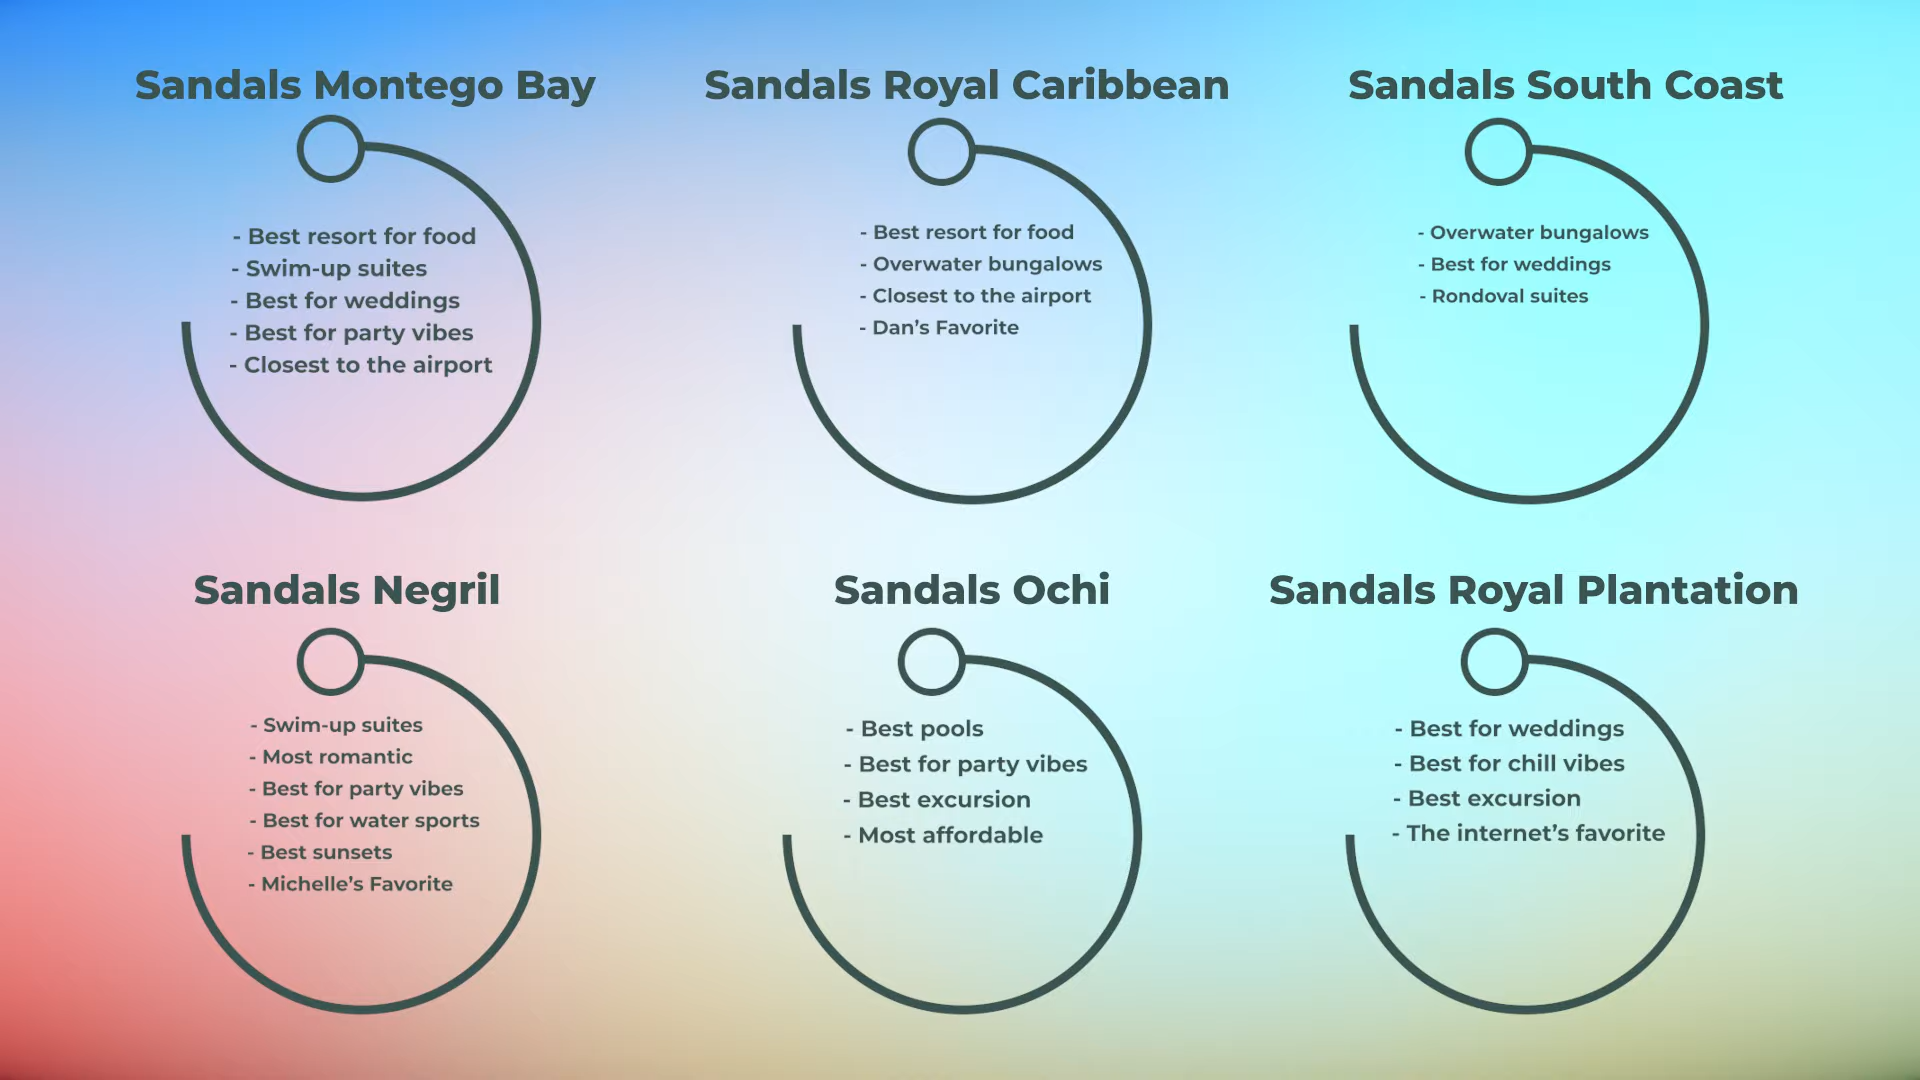 Sandals Montego Bay
- Best resort for food
- Swim-up suites
- Best for weddings
- Best for party vibes
- Closest to the airport
Sandals Royal Caribbean
- Best resort for food
- Overwater bungalows
- Closest to the airport
- Dan’s Favorite
Sandals South Coast
- Overwater bungalows
- Best for weddings
- Rondoval suites
Sandals Negril
- Swim-up suites
- Most romantic
- Best for party vibes
- Best for water sports
- Best sunsets
- Michelle’s Favorite
Sandals Ochi
- Best pools
- Best for party vibes
- Best excursion
- Most affordable
Sandals Royal Plantation
- Best for weddings
- Best for chill vibes
- Best excursion
- The internet’s favorite